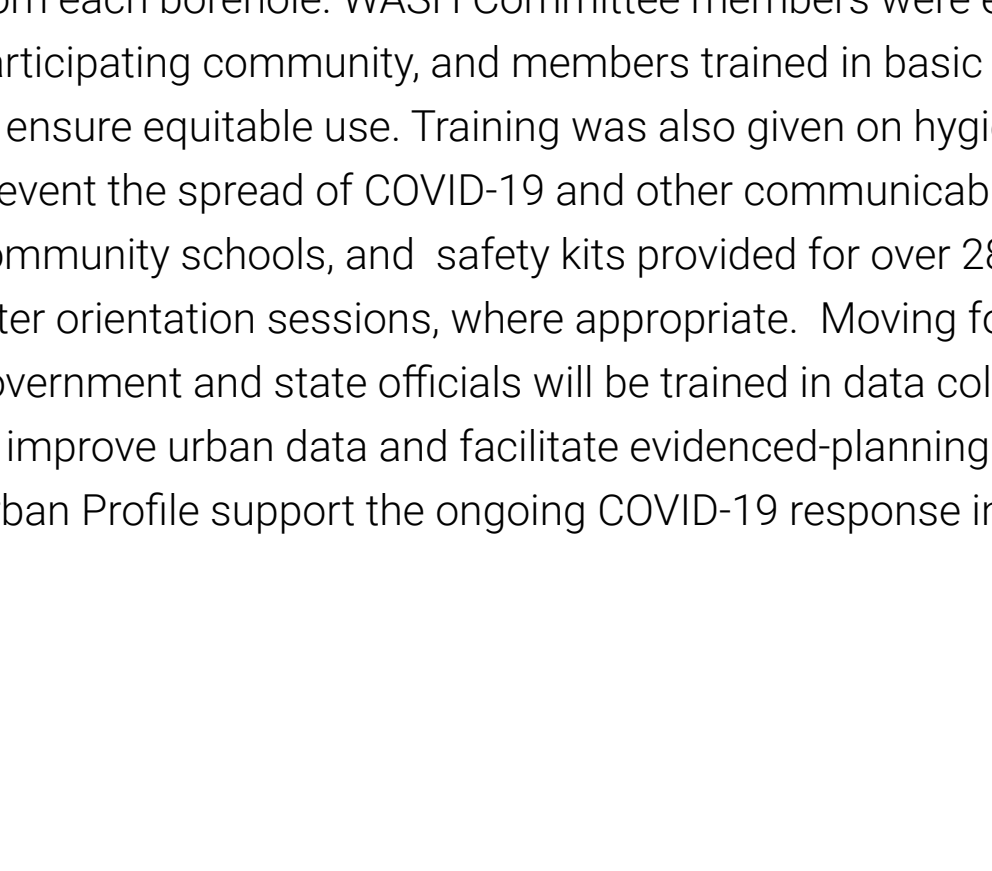 each borehole. WASH Committee members were
articipating community, and members trained in basic
ensure equitable use. Training was also given on hygi
event the spread of COVID-19 and other communicab
ommunity schools, and  safety kits provided for over 28
ter orientation sessions, where appropriate.  Moving fo
overnment and state officials will be trained in data col
improve urban data and facilitate evidenced-planning
ban Profile support the ongoing COVID-19 response in